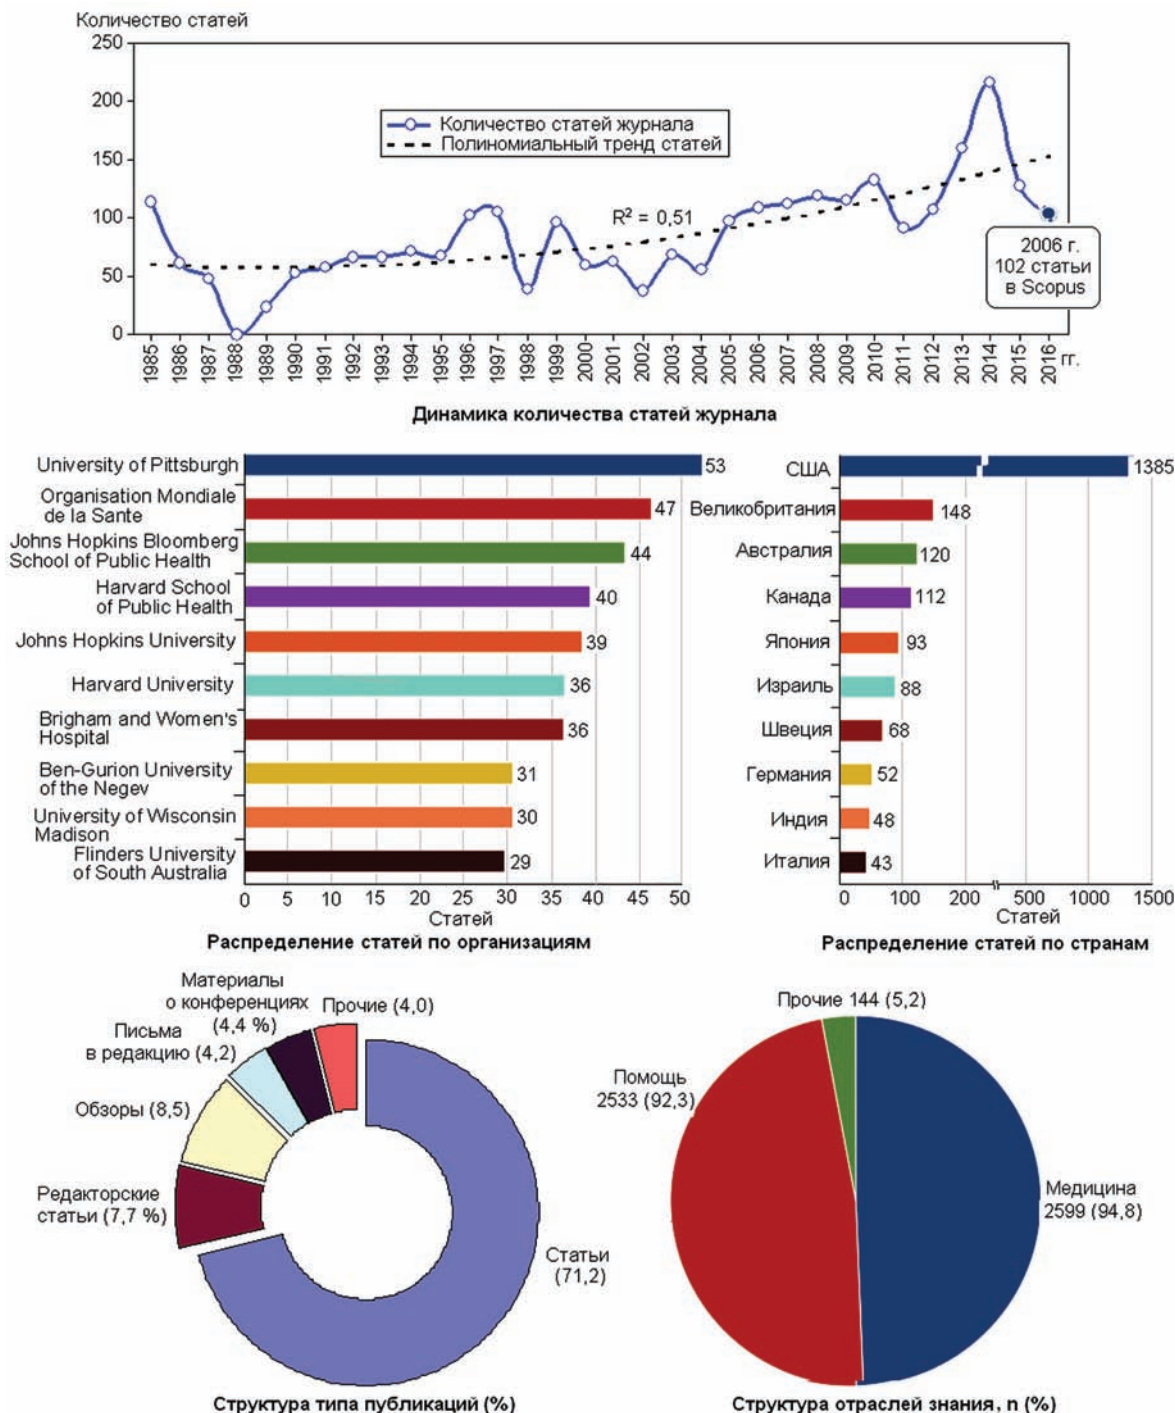 Количество статей
250
200
150
100
50
0
Количество статей журнала
Полиномиальный тренд статей
R² = 0,51
2006 г.
102 статьи
в Scopus
1985
1986
1987
1988
1989
1990
1991
1992
1993
1994
1995
1996
1997
1998
1999
2000
2001
2002
2003
2004
2005
2006
2007
2008
2009
2010
2011
2012
2013
2014
2015
2016
гг.
Динамика количества статей журнала
University of Pittsburgh
53
Organisation Mondiale
de la Sante
47
Johns Hopkins Bloomberg
School of Public Health
44
Harvard School
of Public Health
40
Johns Hopkins University
39
Harvard University
36
Brigham and Women's
Hospital
36
Ben-Gurion University
of the Negev
31
University of Wisconsin
Madison
30
Flinders University
of South Australia
29
0 5 10 15 20 25 30 35 40 45 50
Статей
Распределение статей по организациям
США
1385
Великобритания
148
Австралия
120
Канада
112
Япония
93
Израиль
88
Швеция
68
Германия
52
Индия
48
Италия
43
0 100 200 500 1000 1500
Статей
Распределение статей по странам
Материалы
о конференциях
(4,4 %)
Прочие (4,0)
Письма
в редакцию (4,2)
Обзоры (8,5)
Редакторские
статьи (7,7 %)
Статьи
(71,2)
Структура типа публикаций (%)
Прочие 144 (5,2)
Помощь
2533 (92,3)
Медицина
2599 (94,8)
Структура отраслей знания, n (%)